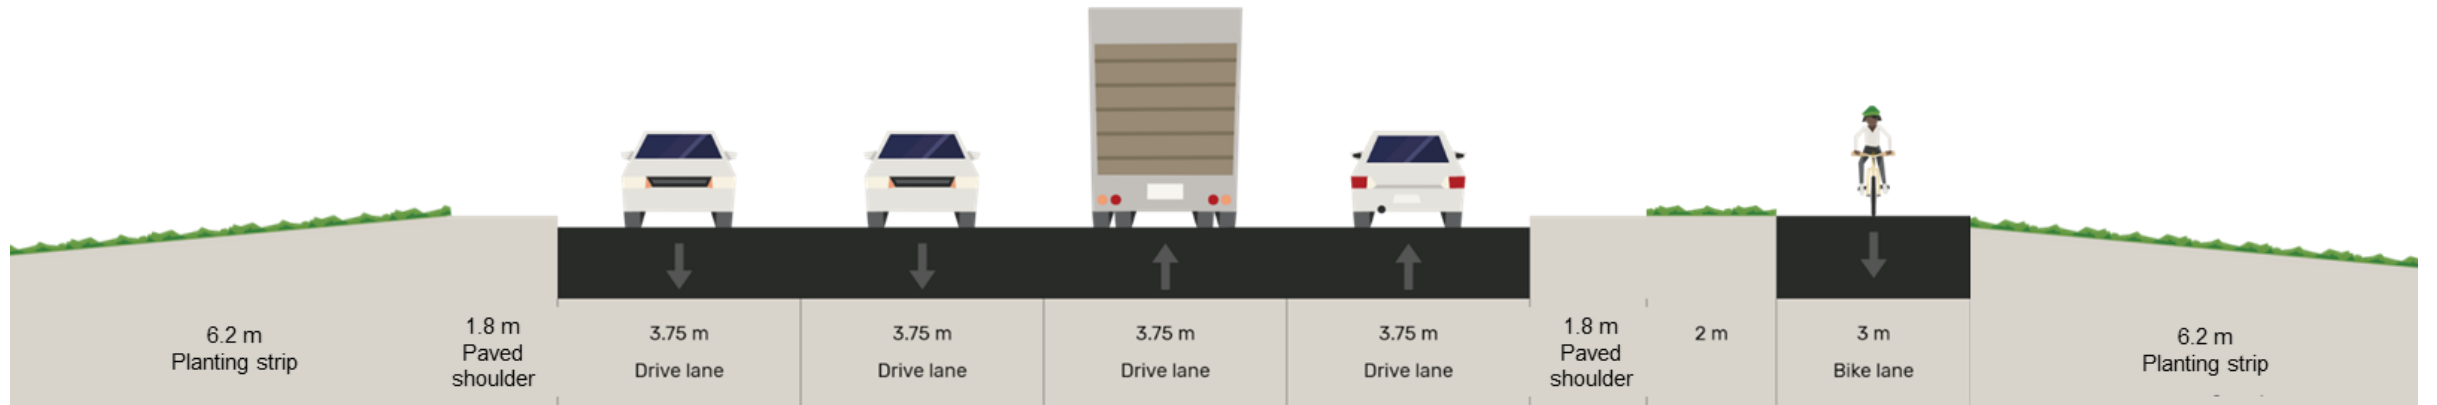 6.2 m
Planting strip
1.8 m
Paved
shoulder
3.75 m
Drive lane
3.75 m
Drive lane
3.75 m
Drive lane
3.75 m
Drive lane
1.8 m
Paved
shoulder
2 m
3 m
Bike lane
6.2 m
Planting strip